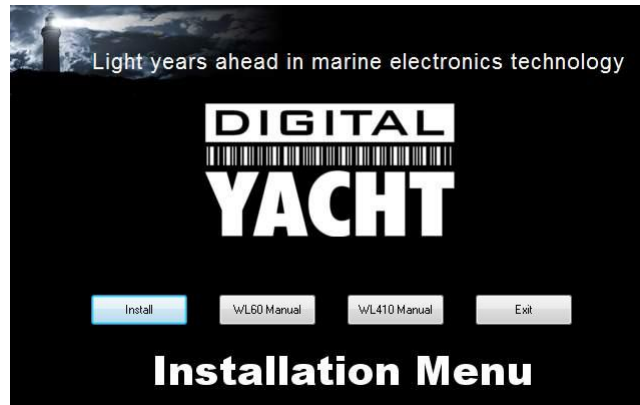 Light years ahead in marine electronics technology
DIGITAL
YACHT
Install WL60 Manual WL410 Manual Exit
Installation Menu